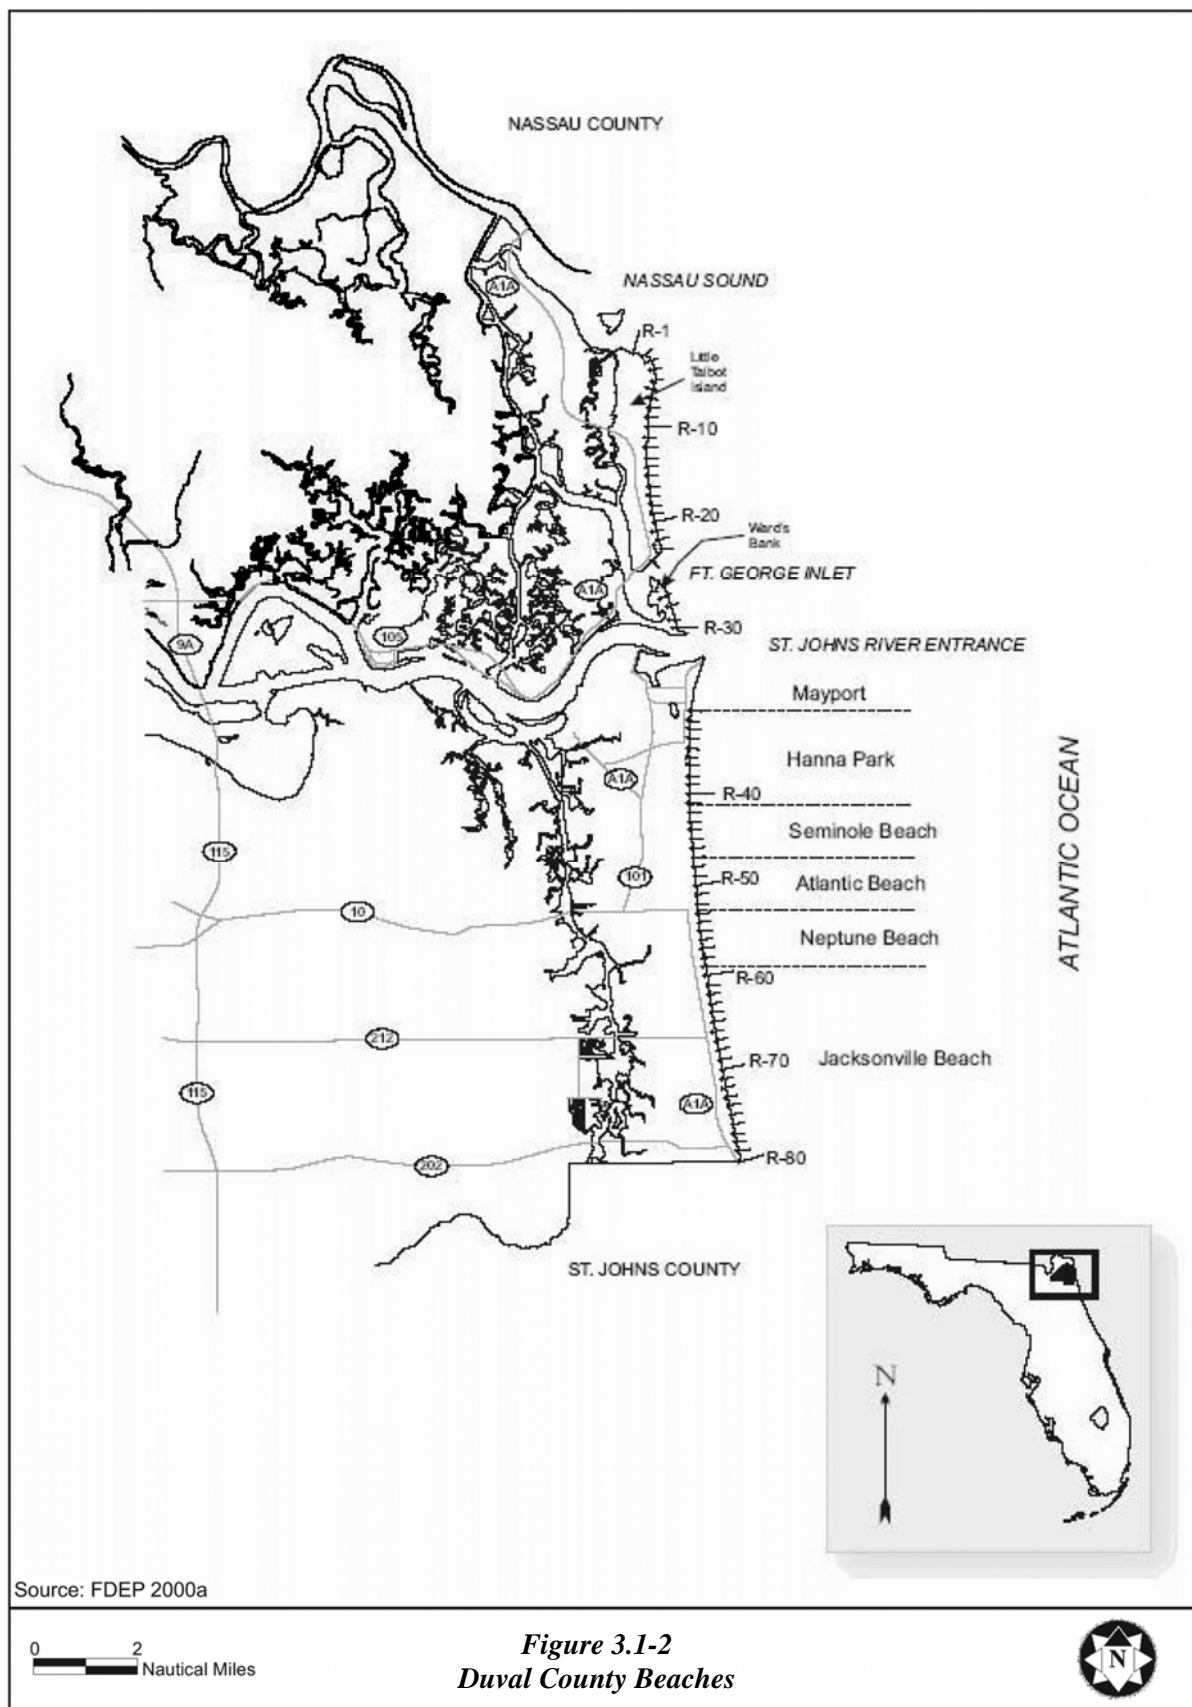 NASSAU COUNTY
NASSAU SOUND
A1A
R-1
Little
Talbot
Island
R-10
R-20
Ward's
Bank
FT. GEORGE INLET
A1A
R-30
105
9A
ST. JOHNS RIVER ENTRANCE
Mayport
Hanna Park
A1A
R-40
Seminole Beach
115
101
R-50
Atlantic Beach
10
Neptune Beach
R-60
ATLANTIC OCEAN
212
R-70
Jacksonville Beach
115
A1A
R-80
202
ST. JOHNS COUNTY
N
Source: FDEP 2000a
0 2
Nautical Miles
Figure 3.1-2
Duval County Beaches
N